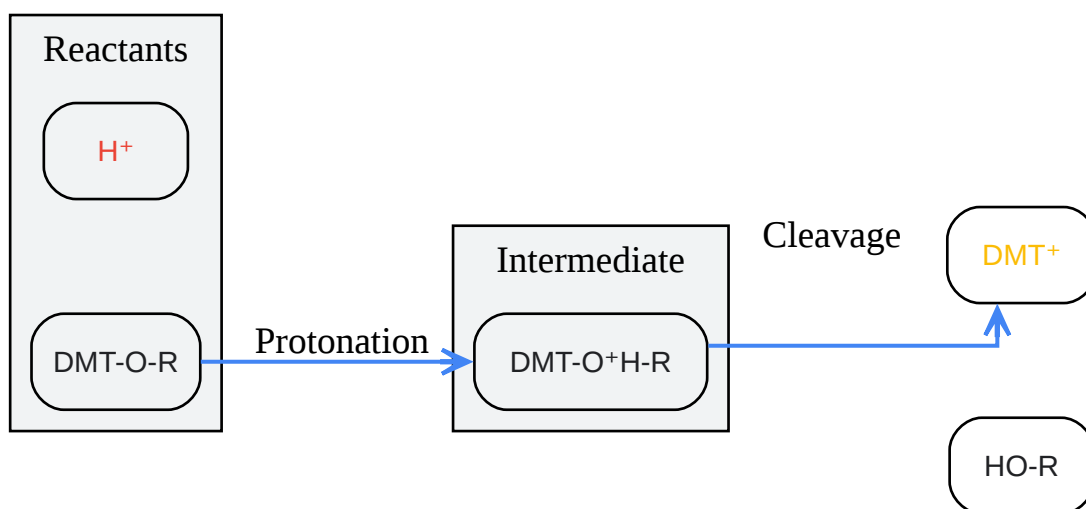 Reactants
H⁺
DMT-O-R
Protonation
Intermediate
DMT-O⁺H-R
Cleavage
DMT⁺
HO-R